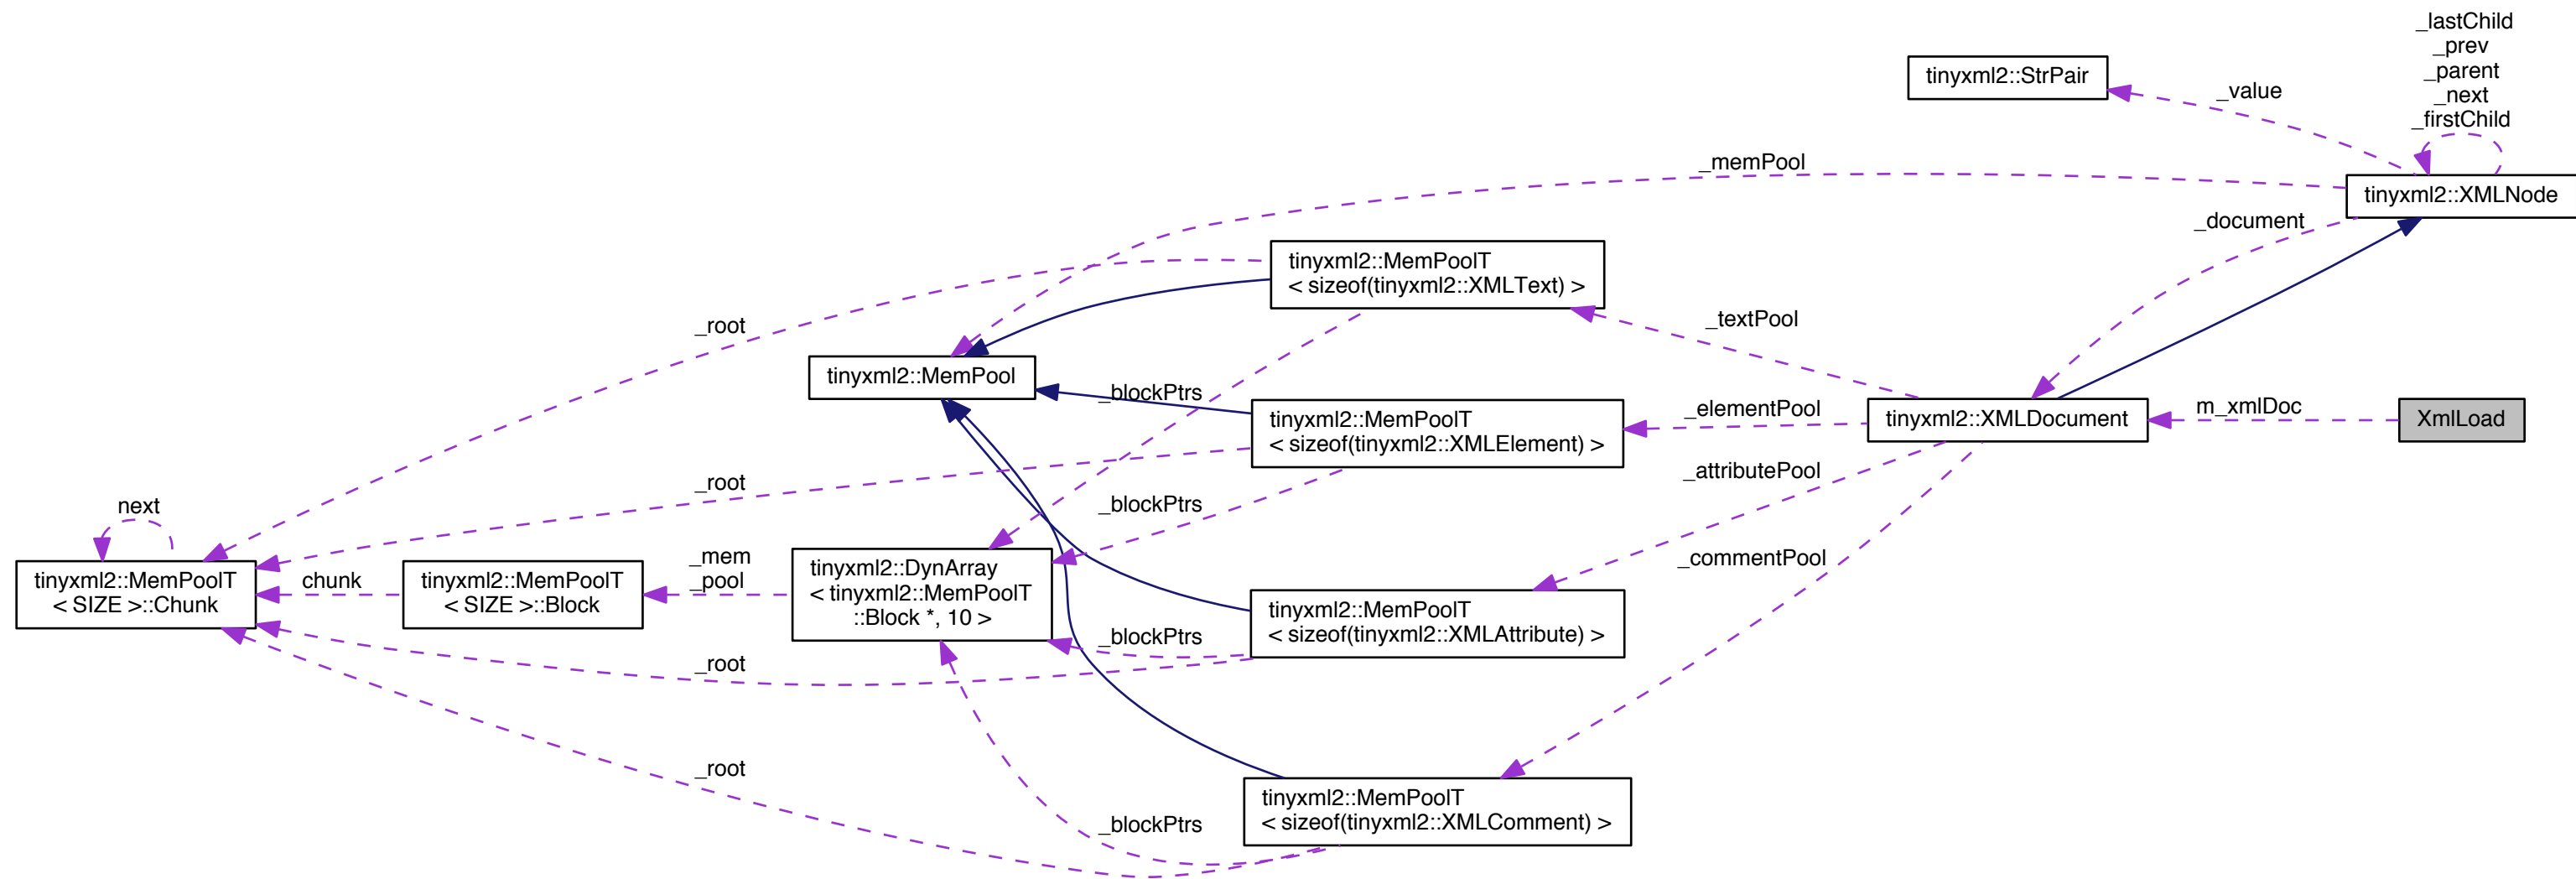 _lastChild
_prev
_parent
_next
_firstChild
tinyxml2::StrPair
_value
_memPool
tinyxml2::XMLNode
_document
tinyxml2::MemPoolT
< sizeof(tinyxml2::XMLText) >
_root
_textPool
tinyxml2::MemPool
_blockPtrs
tinyxml2::MemPoolT
< sizeof(tinyxml2::XMLElement) >
_elementPool
tinyxml2::XMLDocument
m_xmlDoc
XmlLoad
_root
_blockPtrs
_attributePool
next
tinyxml2::MemPoolT
< SIZE >::Chunk
chunk
tinyxml2::MemPoolT
< SIZE >::Block
_mem
_pool
tinyxml2::DynArray
< tinyxml2::MemPoolT
::Block *, 10 >
_commentPool
_blockPtrs
tinyxml2::MemPoolT
< sizeof(tinyxml2::XMLAttribute) >
_root
_root
_blockPtrs
tinyxml2::MemPoolT
< sizeof(tinyxml2::XMLComment) >